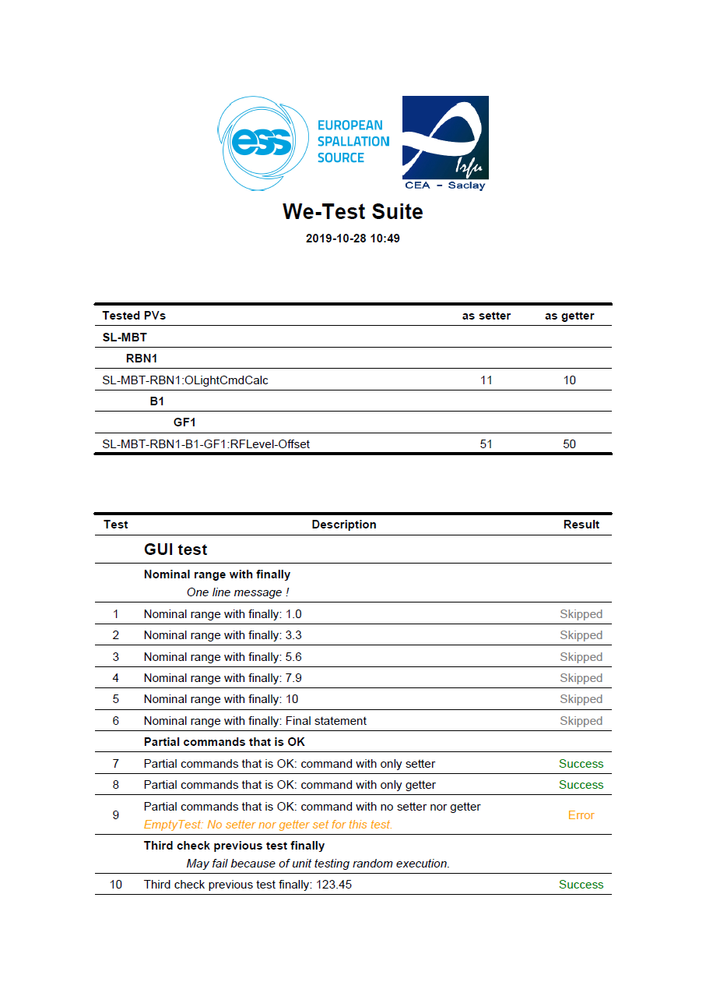 ess
EUROPEAN
SPALLATION
SOURCE
Irfu
CEA - Saclay
We-Test Suite
2019-10-28 10:49
Tested PVs as setter as getter
SL-MBT
RBN1
SL-MBT-RBN1:OLightCmdCalc 11 10
B1
GF1
SL-MBT-RBN1-B1-GF1:RFLevel-Offset 51 50
Test Description Result
GUI test
Nominal range with finally
One line message !
1 Nominal range with finally: 1.0 Skipped
2 Nominal range with finally: 3.3 Skipped
3 Nominal range with finally: 5.6 Skipped
4 Nominal range with finally: 7.9 Skipped
5 Nominal range with finally: 10 Skipped
6 Nominal range with finally: Final statement Skipped
Partial commands that is OK
7 Partial commands that is OK: command with only setter Success
8 Partial commands that is OK: command with only getter Success
9 Partial commands that is OK: command with no setter nor getter Error
EmptyTest: No setter nor getter set for this test.
Third check previous test finally
May fail because of unit testing random execution.
10 Third check previous test finally: 123.45 Success